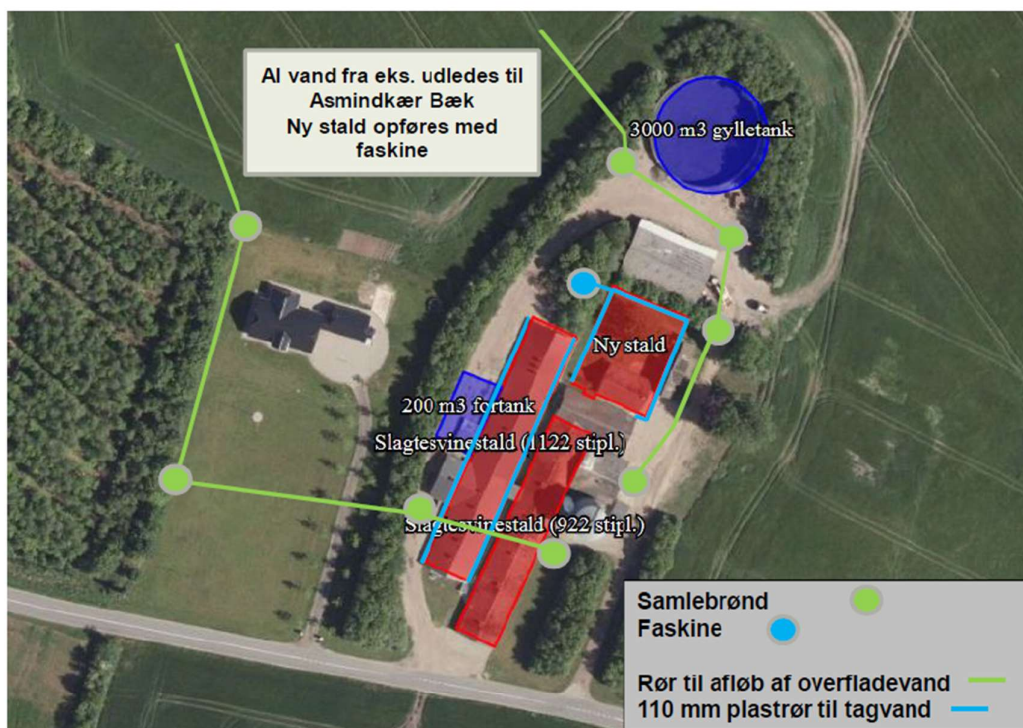 Al vand fra eks. udledes til
Asmindkær Bæk
Ny stald opføres med
faskine
3000 m3 gylletank
Ny stald
200 m3 fortank
Slagtesvinestald (1122 stipl.)
Slagtesvinestald (922 stipl.)
Samlebrønd
Faskine
Rør til afløb af overfladevand
110 mm plastrør til tagvand